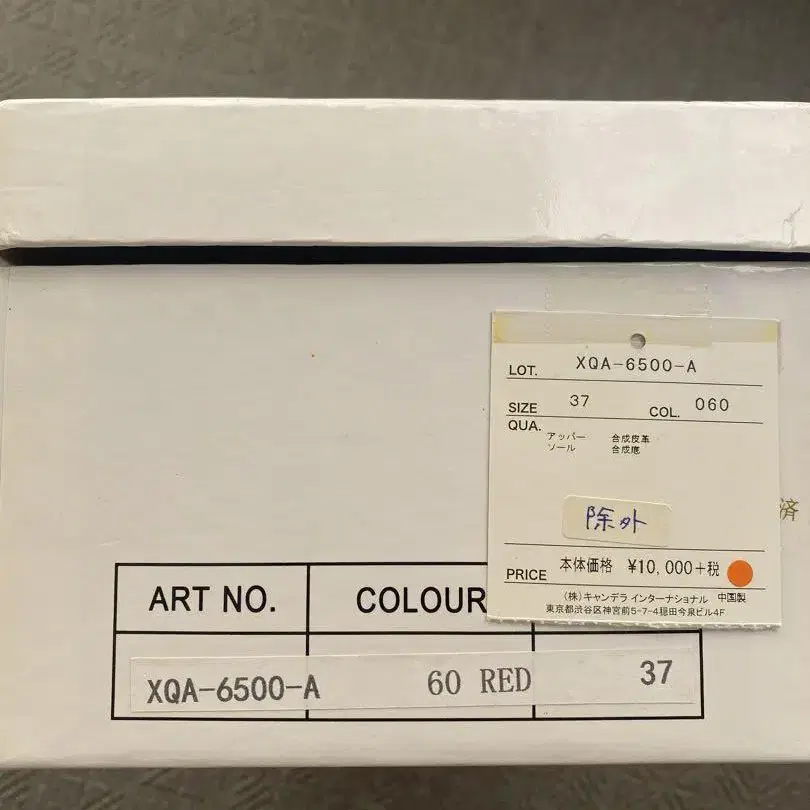 LOT. XQA-6500-A
SIZE 37 COL. 060
QUA. アッパー 合成皮革
ソール 合成底
除外
済
PRICE 本体価格 ¥10,000+税
(株)キャンデラ インターナショナル 中国製
東京都渋谷区神宮前5-7-4穏田今泉ビル4F
ART NO. COLOUR
XQA-6500-A 60 RED 37